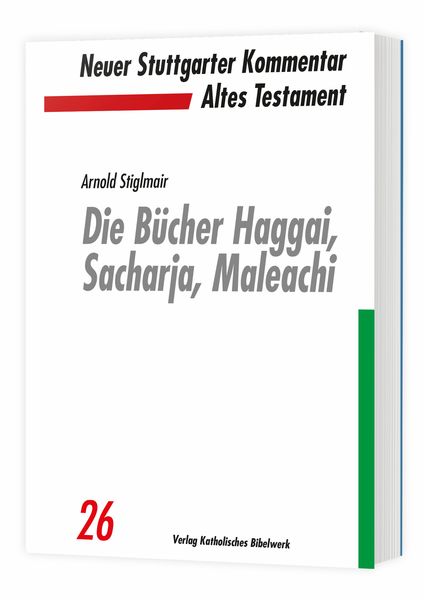 Neuer Stuttgarter Kommentar
Altes Testament
Arnold Stiglmair
Die Bücher Haggai,
Sacharja, Maleachi
26
Verlag Katholisches Bibelwerk